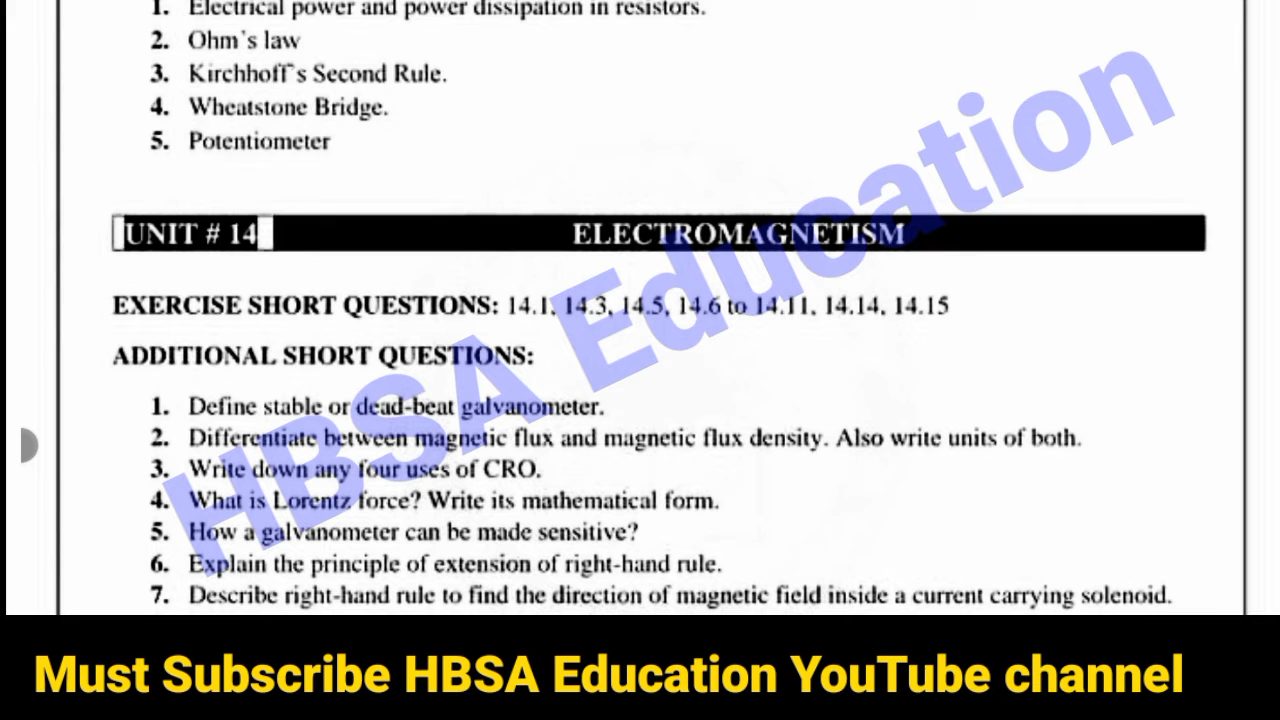 1. Electrical power and power dissipation in resistors.
2. Ohm's law
3. Kirchhoff's Second Rule.
4. Wheatstone Bridge.
5. Potentiometer
UNIT # 14 ELECTROMAGNETISM
EXERCISE SHORT QUESTIONS: 14.1, 14.3, 14.5, 14.6 to 14.11, 14.14, 14.15
ADDITIONAL SHORT QUESTIONS:
1. Define stable or dead-beat galvanometer.
2. Differentiate between magnetic flux and magnetic flux density. Also write units of both.
3. Write down any four uses of CRO.
4. What is Lorentz force? Write its mathematical form.
5. How a galvanometer can be made sensitive?
6. Explain the principle of extension of right-hand rule.
7. Describe right-hand rule to find the direction of magnetic field inside a current carrying solenoid.
HBSA Education
Must Subscribe HBSA Education YouTube channel